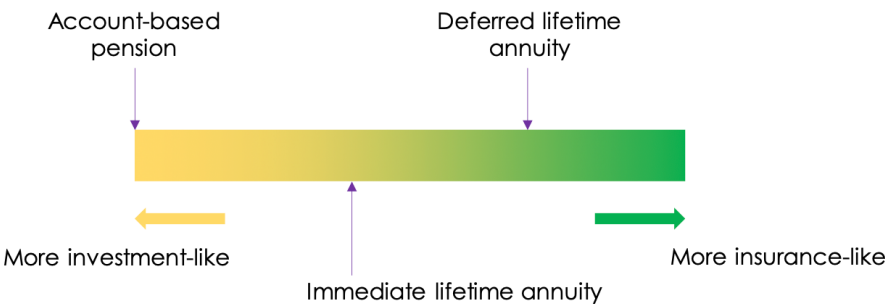 Account-based
pension
Deferred lifetime
annuity
More investment-like
More insurance-like
Immediate lifetime annuity